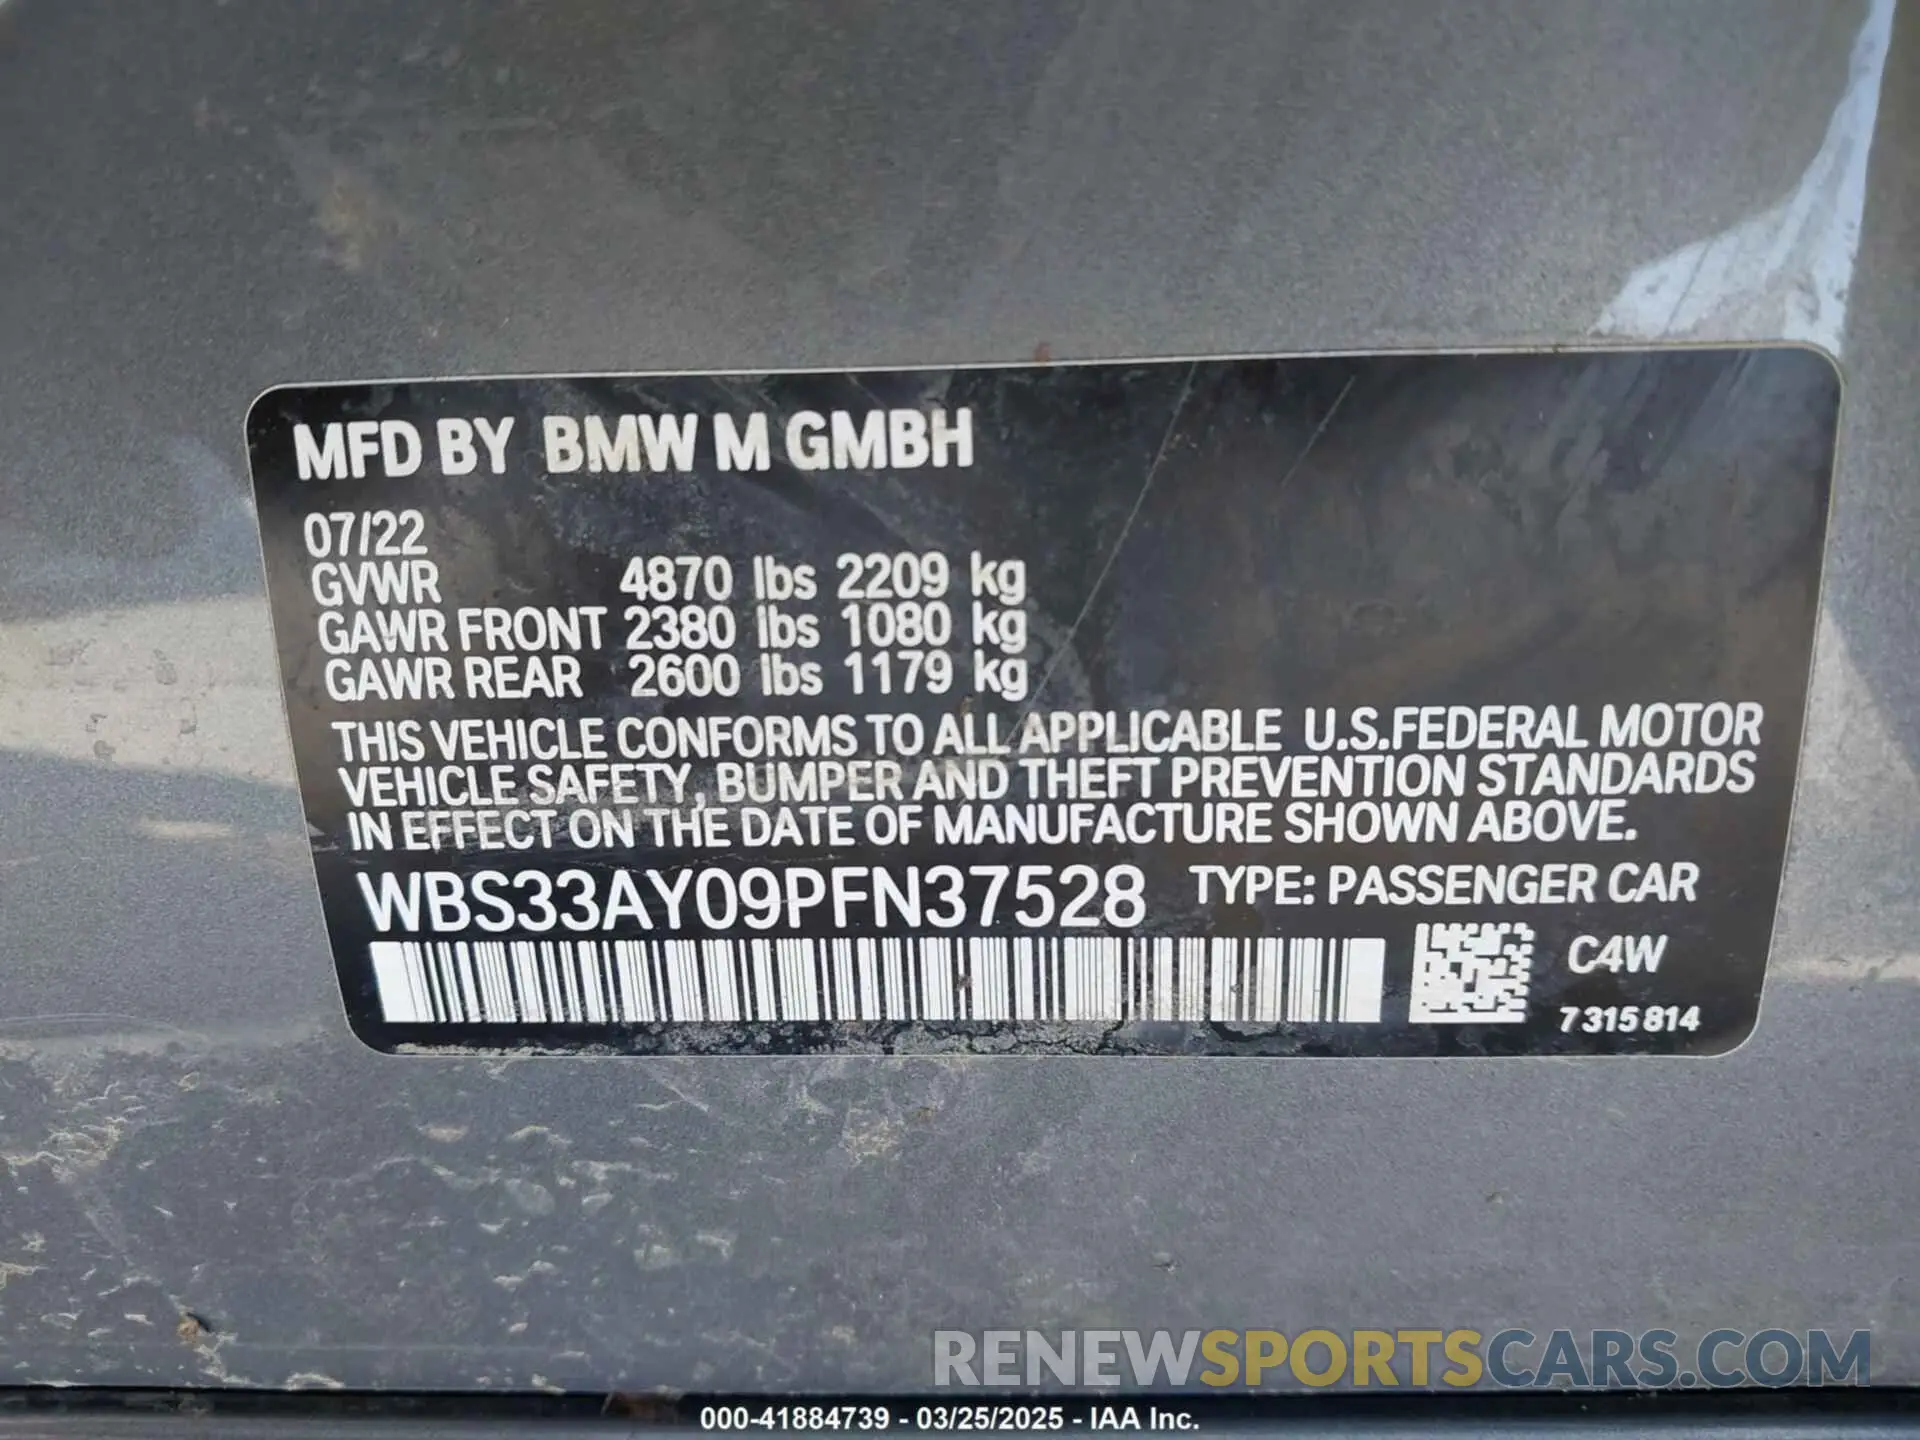 MFD BY BMW M GMBH
07/22
GVWR 4870 lbs 2209 kg
GAWR FRONT 2380 lbs 1080 kg
GAWR REAR 2600 lbs 1179 kg
THIS VEHICLE CONFORMS TO ALL APPLICABLE U.S.FEDERAL MOTOR
VEHICLE SAFETY, BUMPER AND THEFT PREVENTION STANDARDS
IN EFFECT ON THE DATE OF MANUFACTURE SHOWN ABOVE.
WBS33AY09PFN37528 TYPE: PASSENGER CAR
C4W
7 315 814
RENEWSPORTSCARS.COM
000-41884739 - 03/25/2025 - IAA Inc.